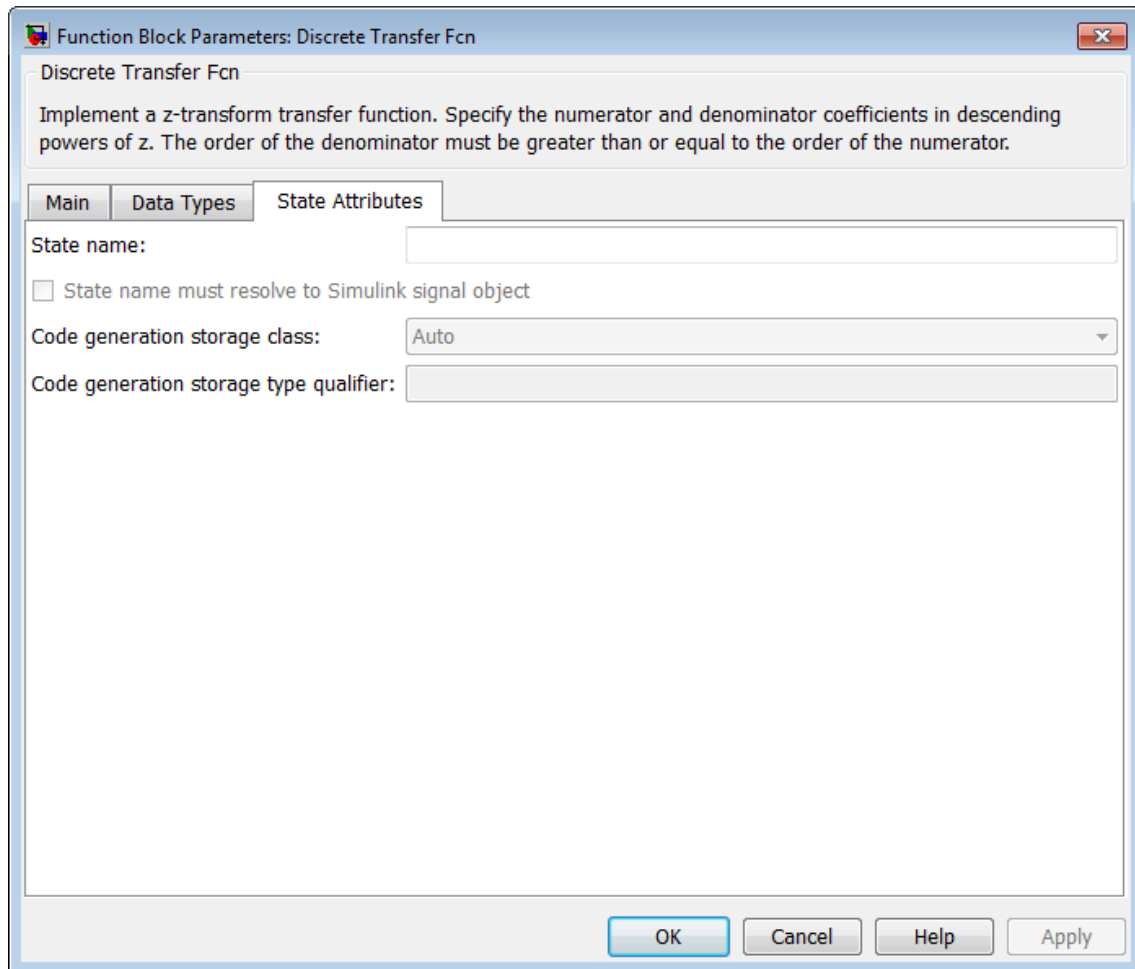 Function Block Parameters: Discrete Transfer Fcn
Discrete Transfer Fcn
Implement a z-transform transfer function. Specify the numerator and denominator coefficients in descending
powers of z. The order of the denominator must be greater than or equal to the order of the numerator.
Main Data Types State Attributes
State name:
State name must resolve to Simulink signal object
Code generation storage class: Auto
Code generation storage type qualifier:
OK Cancel Help Apply